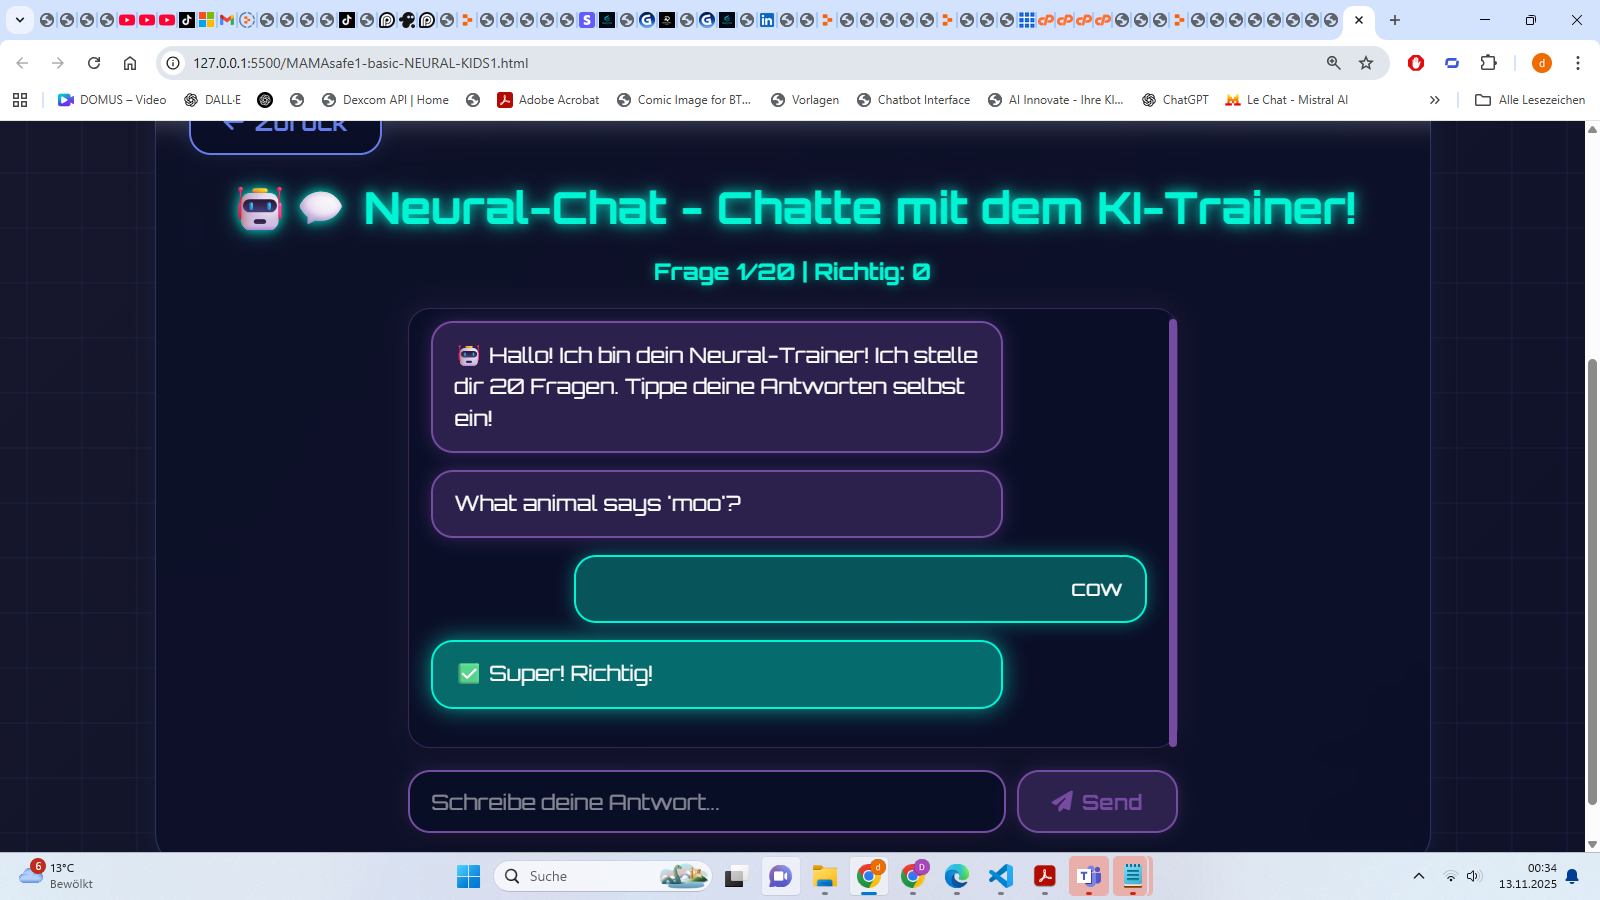 127.0.0.1:5500/MAMAsafe1-basic-NEURAL-KIDS1.html
d
DOMUS – Video
DALL·E
Dexcom API | Home
Adobe Acrobat
Comic Image for BT...
Vorlagen
Chatbot Interface
AI Innovate - Ihre KI...
ChatGPT
Le Chat - Mistral AI
Alle Lesezeichen
← Zurück
Neural-Chat - Chatte mit dem KI-Trainer!
Frage 1/20 | Richtig: 0
Hallo! Ich bin dein Neural-Trainer! Ich stelle
dir 20 Fragen. Tippe deine Antworten selbst
ein!
What animal says 'moo'?
cow
Super! Richtig!
Schreibe deine Antwort...
Send
6
13°C
Bewölkt
Suche
d
D
00:34
13.11.2025